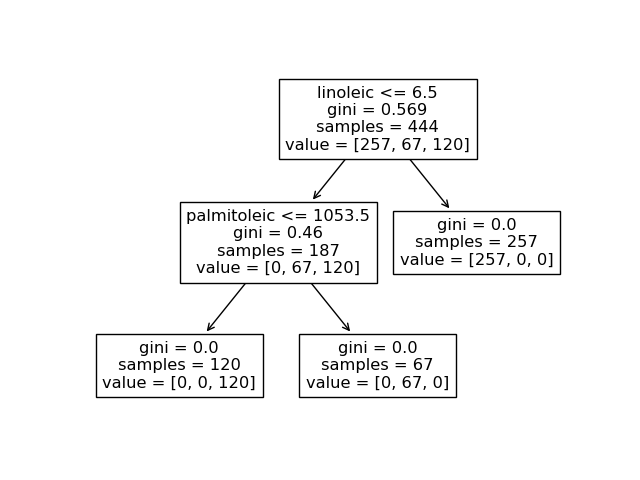 linoleic <= 6.5
gini = 0.569
samples = 444
value = [257, 67, 120]
palmitoleic <= 1053.5
gini = 0.46
samples = 187
value = [0, 67, 120]
gini = 0.0
samples = 257
value = [257, 0, 0]
gini = 0.0
samples = 120
value = [0, 0, 120]
gini = 0.0
samples = 67
value = [0, 67, 0]